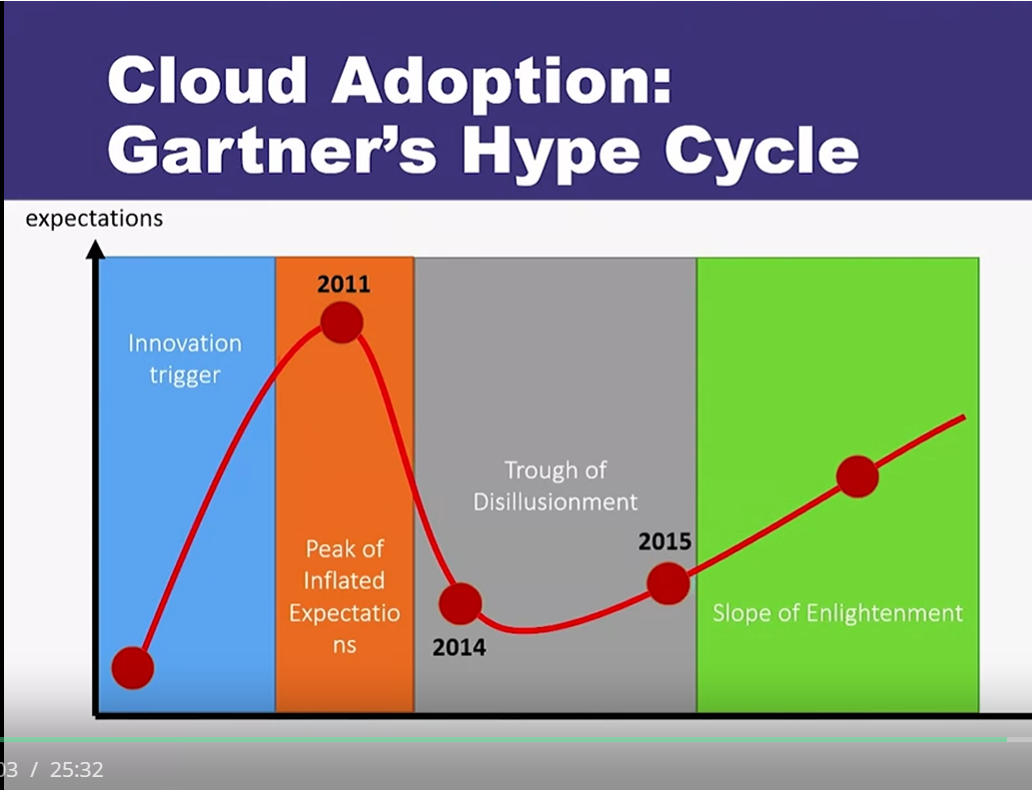 Cloud Adoption:
Gartner's Hype Cycle
expectations
2011
Innovation
trigger
Trough of
Disillusionment
2015
Peak of
Inflated
Expectatio
ns
Slope of Enlightenment
2014
03 / 25:32